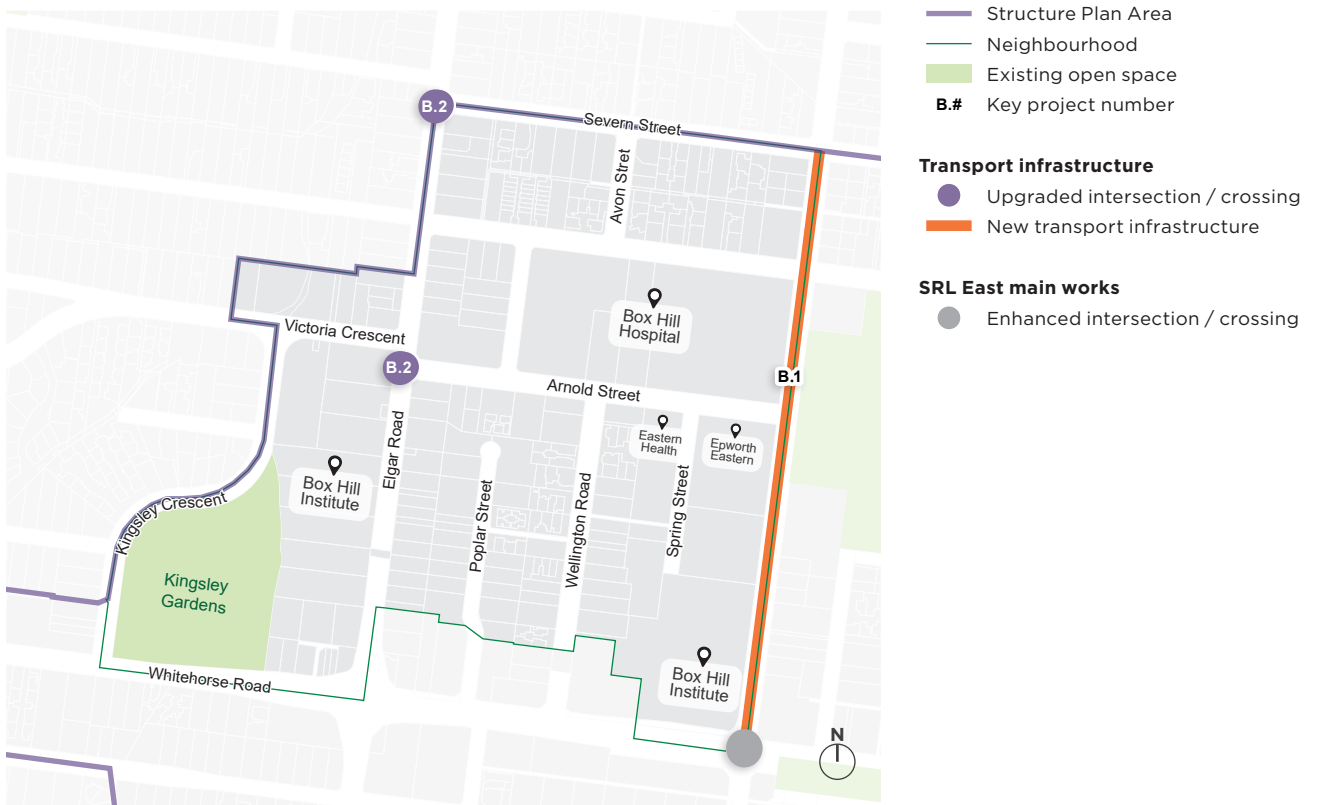 Structure Plan Area
Neighbourhood
Existing open space
B.# Key project number
Transport infrastructure
Upgraded intersection / crossing
New transport infrastructure
SRL East main works
Enhanced intersection / crossing
B.2
Severn Street
Avon Stret
Box Hill
Hospital
Victoria Crescent
B.2
B.1
Arnold Street
Eastern
Health
Epworth
Eastern
Elgar Road
Box Hill
Institute
Poplar Street
Wellington Road
Spring Street
Kingsley Crescent
Kingsley
Gardens
Box Hill
Institute
Whitehorse Road
N